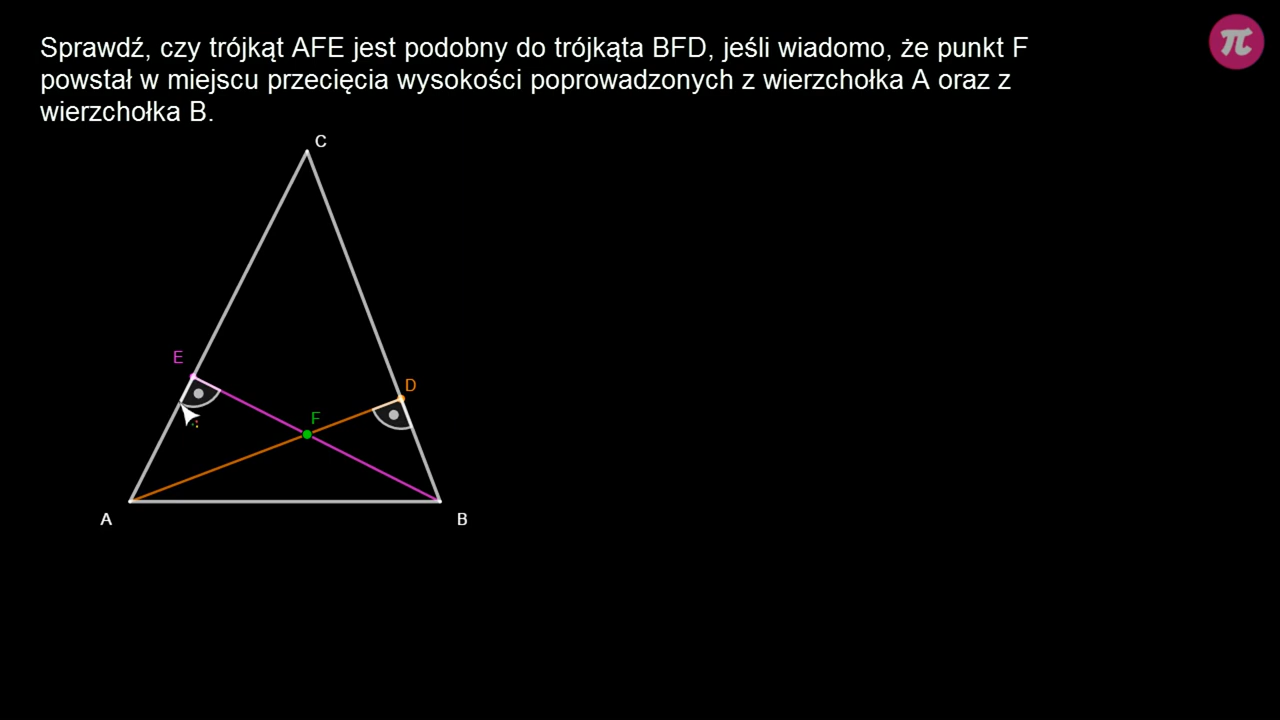 Sprawdź, czy trójkąt AFE jest podobny do trójkąta BFD, jeśli wiadomo, że punkt F
powstał w miejscu przecięcia wysokości poprowadzonych z wierzchołka A oraz z
wierzchołka B.
π
C
E
D
F
A
B